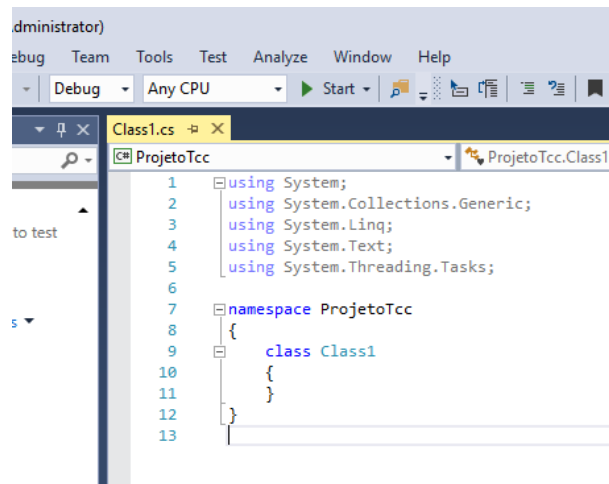 Administrator)
ebug Team Tools Test Analyze Window Help
Debug Any CPU Start
Class1.cs
C# ProjetoTcc ProjetoTcc.Class1
to test
s
1 using System;
2 using System.Collections.Generic;
3 using System.Linq;
4 using System.Text;
5 using System.Threading.Tasks;
6
7 namespace ProjetoTcc
8 {
9 class Class1
10 {
11 }
12 }
13